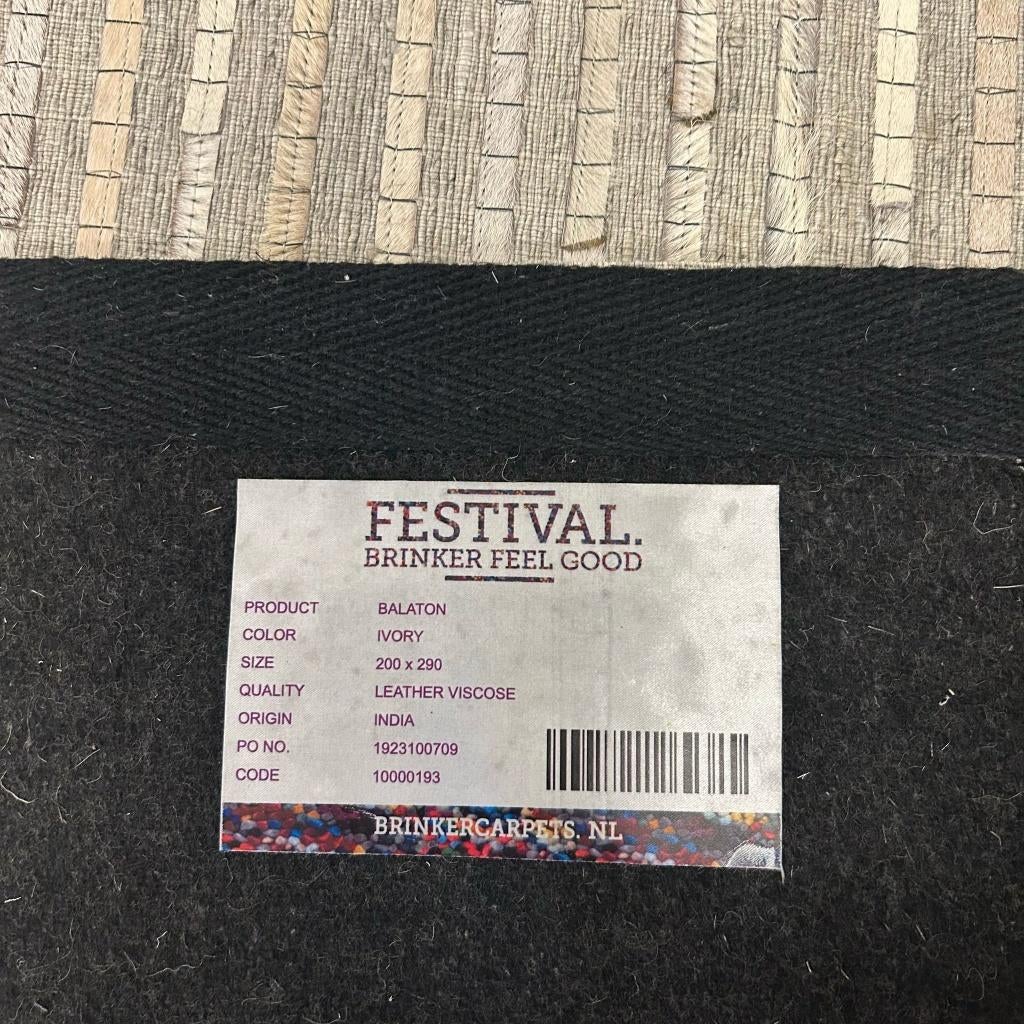 FESTIVAL.
BRINKER FEEL GOOD
PRODUCT BALATON
COLOR IVORY
SIZE 200 x 290
QUALITY LEATHER VISCOSE
ORIGIN INDIA
PO NO. 1923100709
CODE 10000193
BRINKERCARPETS. NL